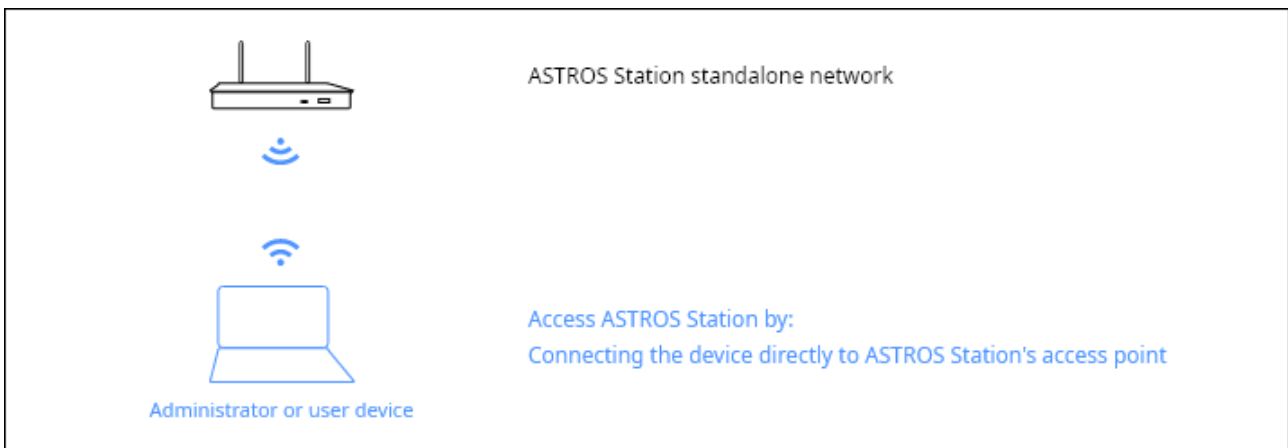 ASTROS Station standalone network
Access ASTROS Station by:
Connecting the device directly to ASTROS Station's access point
Administrator or user device